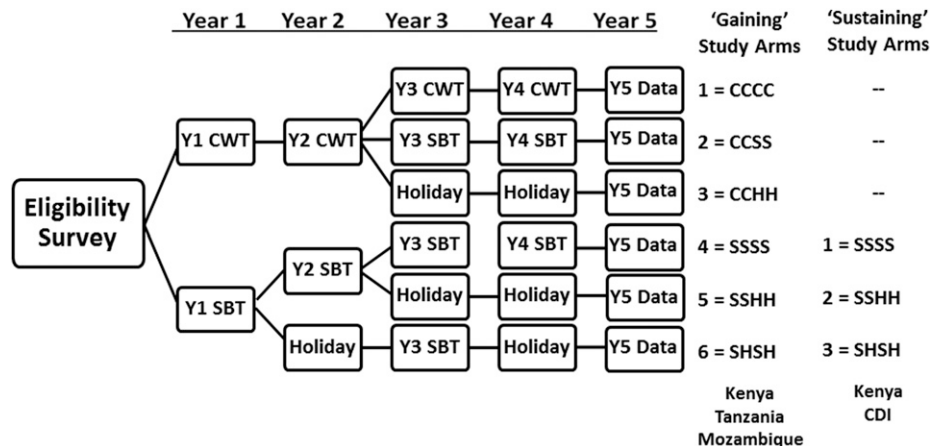 Year 1 Year 2 Year 3 Year 4 Year 5 ‘Gaining’ Study Arms ‘Sustaining’ Study Arms
Y3 CWT Y4 CWT Y5 Data 1 = CCCC --
Y1 CWT Y2 CWT Y3 SBT Y4 SBT Y5 Data 2 = CCSS --
Holiday Holiday Y5 Data 3 = CCHH --
Eligibility
Survey
Y3 SBT Y4 SBT Y5 Data 4 = SSSS 1 = SSSS
Y2 SBT
Y1 SBT Holiday Holiday Y5 Data 5 = SSHH 2 = SSHH
Holiday Y3 SBT Holiday Y5 Data 6 = SHSH 3 = SHSH
Kenya Kenya
Tanzania CDI
Mozambique